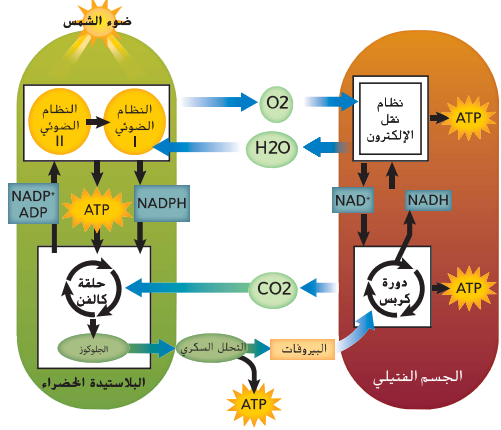 ضوء الشمس
النظام
الضوئي
II
النظام
الضوئي
I
O2
H2O
نظام
نقل
الإلكترون
ATP
NADP+
ADP
ATP
NADPH
NAD+
NADH
حلقة
كالفن
CO2
دورة
كربس
ATP
الجلوكوز
التحلل السكري
البيروفات
البلاستيدة الخضراء
الجسم الفتيلي
ATP